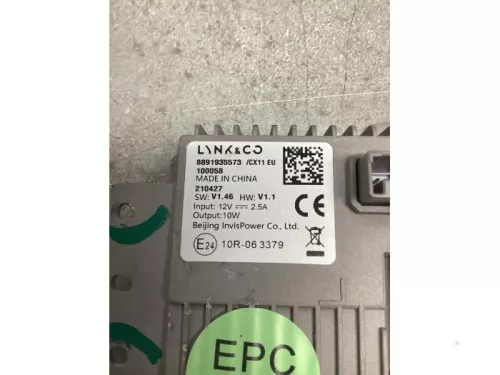 LYNK&CO
8891935573 /CX11 EU
100058
MADE IN CHINA
210427
SW: V1.46 HW: V1.1
Input: 12V ⎓ 2.5A
Output:10W
Beijing InvisPower Co., Ltd.
E24 10R-06 3379
EPC